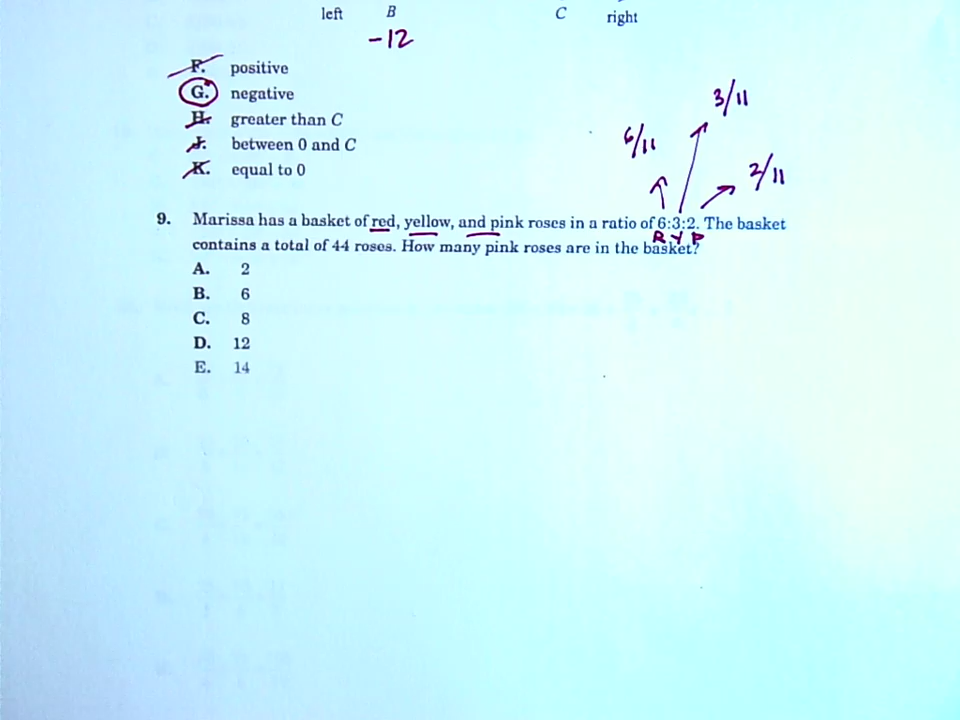 left B C right
-12
F. positive
G. negative
H. greater than C
J. between 0 and C
K. equal to 0
3/11
6/11
2/11
9. Marissa has a basket of red, yellow, and pink roses in a ratio of 6:3:2. The basket
R Y P
contains a total of 44 roses. How many pink roses are in the basket?
A. 2
B. 6
C. 8
D. 12
E. 14